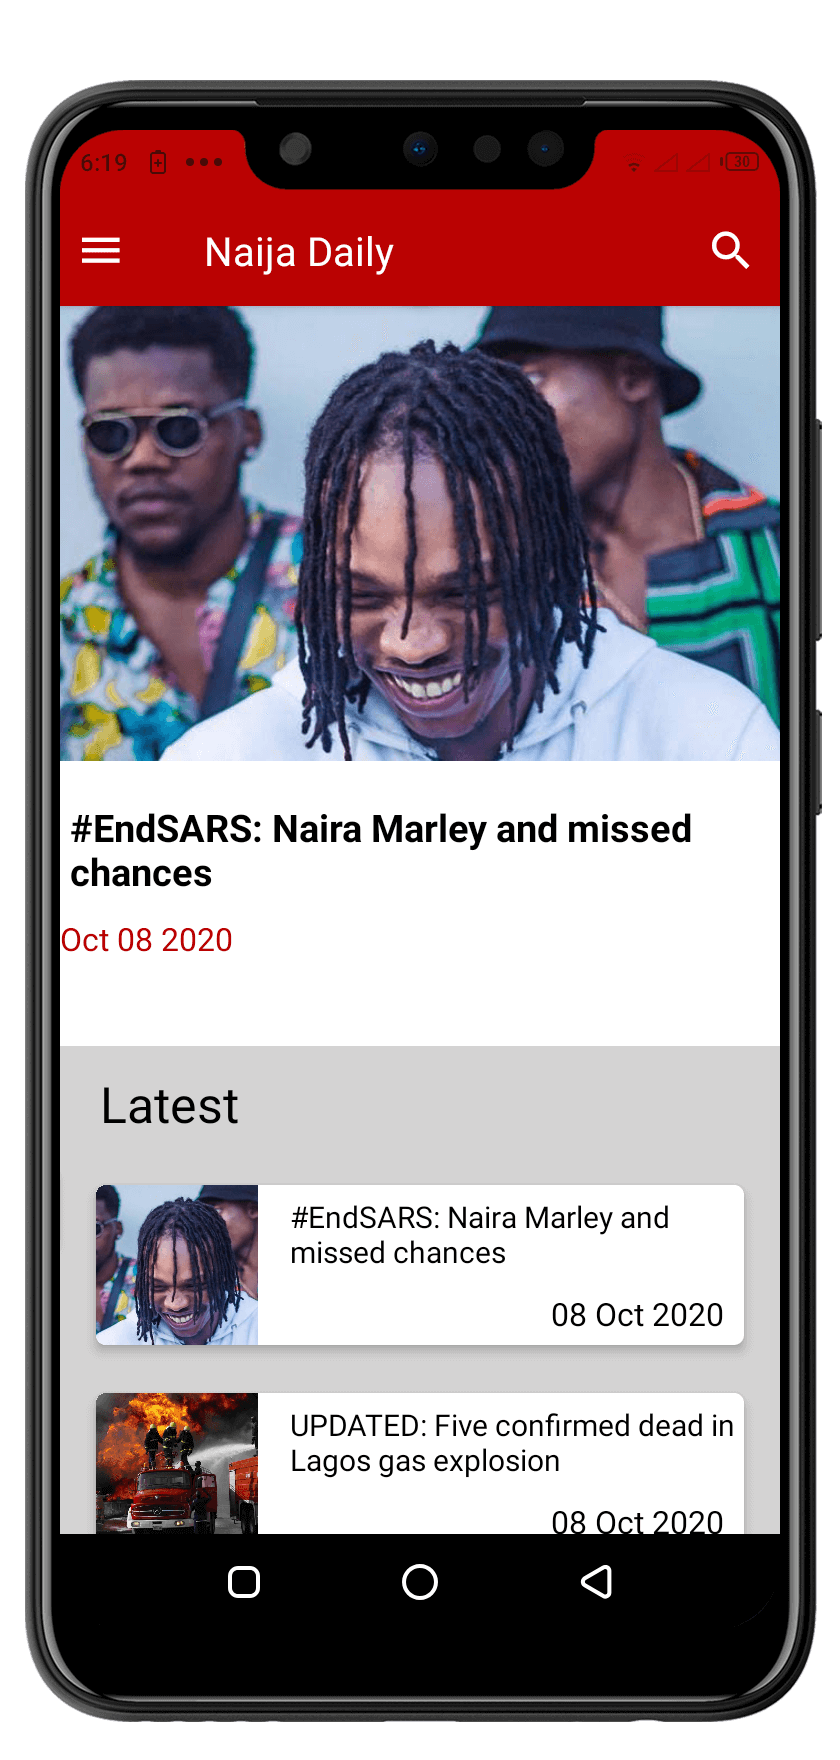 6:19
30
Naija Daily
#EndSARS: Naira Marley and missed
chances
Oct 08 2020
Latest
#EndSARS: Naira Marley and
missed chances
08 Oct 2020
UPDATED: Five confirmed dead in
Lagos gas explosion
08 Oct 2020